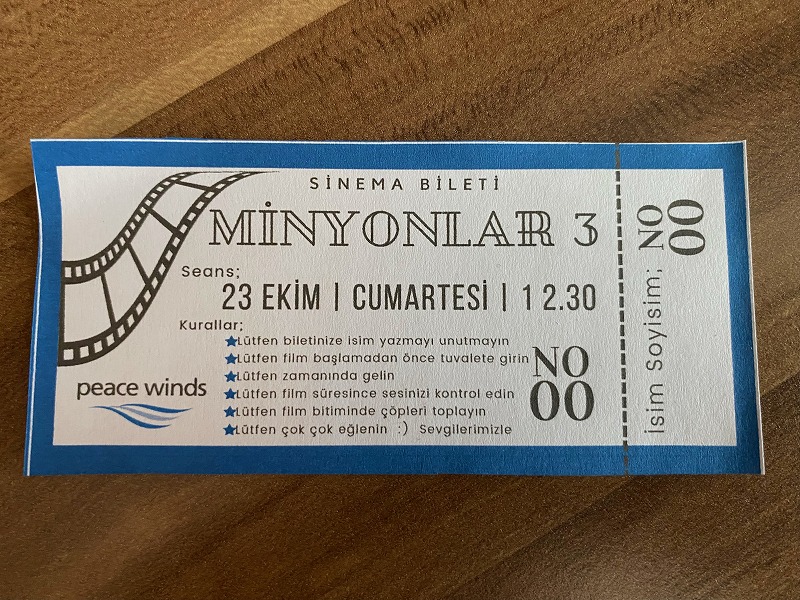 SİNEMA BİLETİ
MİNYONLAR 3
Seans;
23 EKİM | CUMARTESİ | 12.30
Kurallar;
Lütfen biletinize isim yazmayı unutmayın
Lütfen film başlamadan önce tuvalete girin
Lütfen zamanında gelin
Lütfen film süresince sesinizi kontrol edin
Lütfen film bitiminde çöpleri toplayın
Lütfen çok çok eğlenin :) Sevgilerimizle
peace winds
NO
00
İsim Soyisim;
NO
00